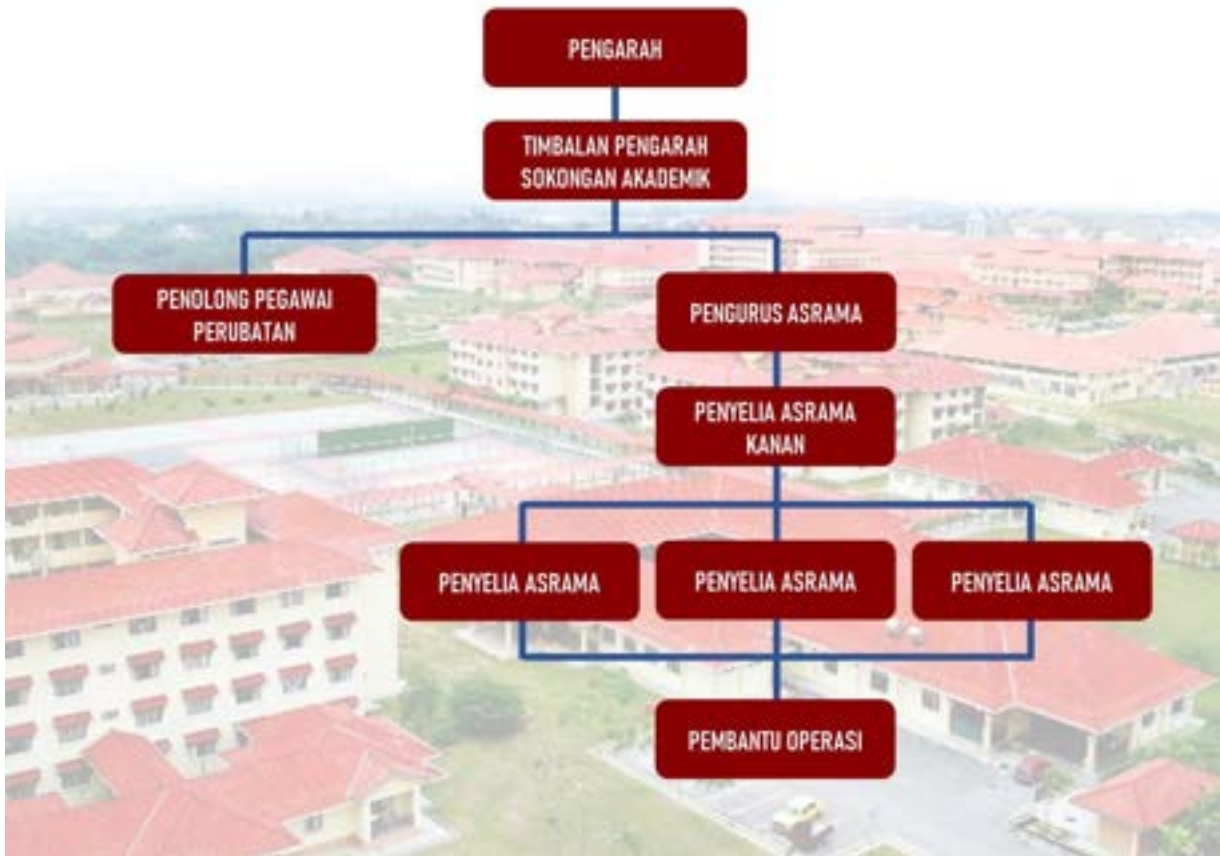 PENGARAH
TIMBALAN PENGARAH
SOKONGAN AKADEMIK
PENOLONG PEGAWAI
PERUBATAN
PENGURUS ASRAMA
PENYELIA ASRAMA
KANAN
PENYELIA ASRAMA
PENYELIA ASRAMA
PENYELIA ASRAMA
PEMBANTU OPERASI